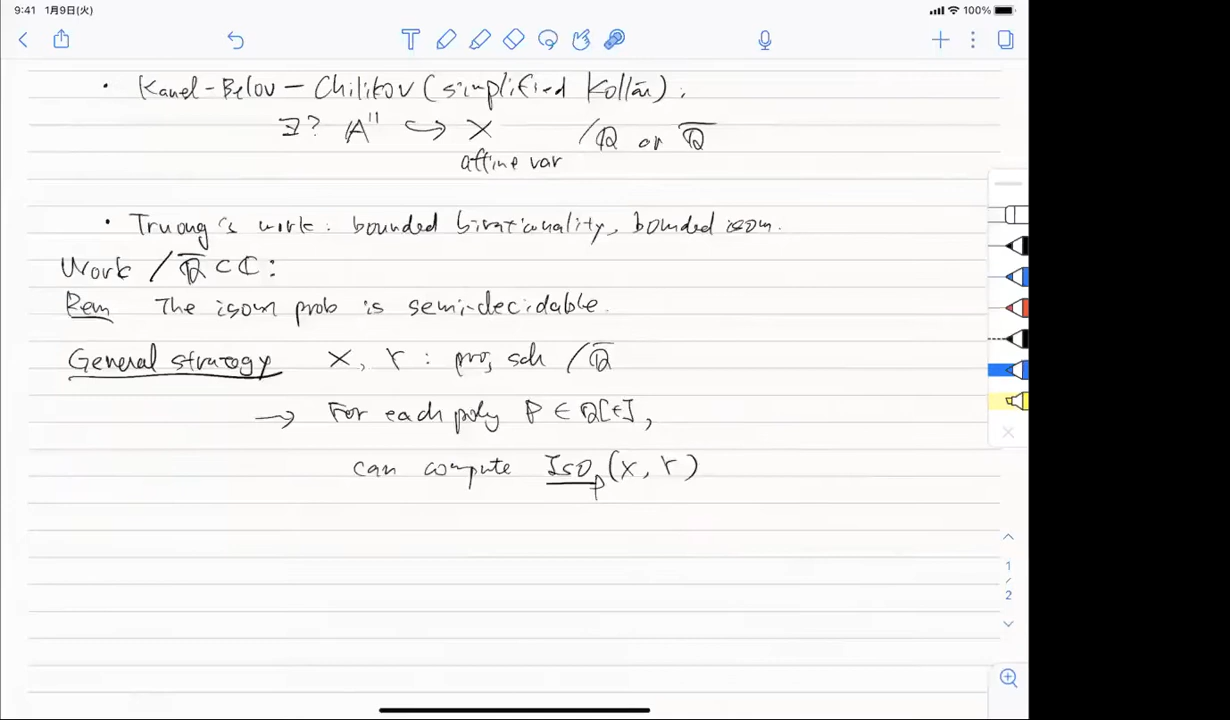 9:41 1月9日(火) 100%
· Kanel-Belov – Chilikov (simplified Kollár).
∃? 𝔸ⁿ ↪ X /ℚ or ℚ̅
affine var
· Truong's work: bounded birationality, bounded isom.
Work /ℚ̅ ⊂ ℂ:
Rem The isom prob is semi-decidable.
General strategy X, Y : proj sch /ℚ̅
→ For each poly P ∈ ℚ[t],
can compute Iso_P (X, Y)
1
/
2